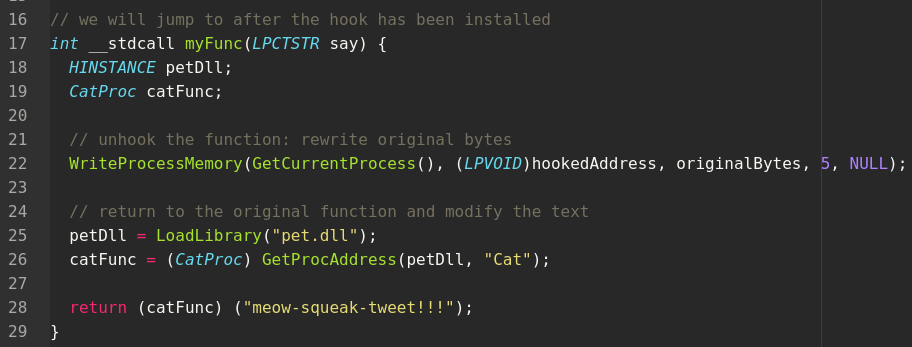 16 // we will jump to after the hook has been installed
17 int __stdcall myFunc(LPCTSTR say) {
18   HINSTANCE petDll;
19   CatProc catFunc;
20
21   // unhook the function: rewrite original bytes
22   WriteProcessMemory(GetCurrentProcess(), (LPVOID)hookedAddress, originalBytes, 5, NULL);
23
24   // return to the original function and modify the text
25   petDll = LoadLibrary("pet.dll");
26   catFunc = (CatProc) GetProcAddress(petDll, "Cat");
27
28   return (catFunc) ("meow-squeak-tweet!!!");
29 }